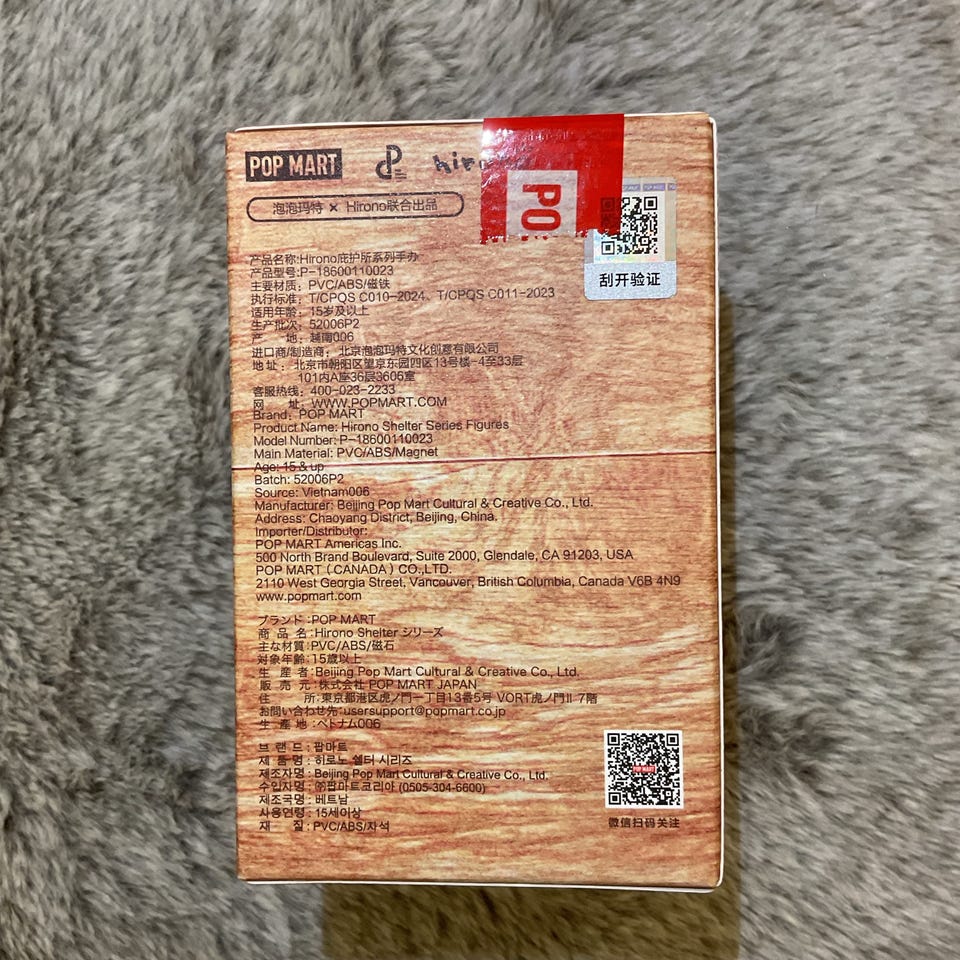 POP MART
PO
泡泡玛特 × Hirono联合出品
刮开验证
产品名称:Hirono庇护所系列手办
产品型号:P-18600110023
主要材质：PVC/ABS/磁铁
执行标准：T/CPQS C010-2024、T/CPQS C011-2023
适用年龄：15岁及以上
生产批次：52006P2
产 地：越南006
进口商/制造商：北京泡泡玛特文化创意有限公司
地址：北京市朝阳区望京东园四区13号楼-4至33层
101内A座36层3606室
客服热线：400-023-2233
网 址：WWW.POPMART.COM
Brand: POP MART
Product Name: Hirono Shelter Series Figures
Model Number: P-18600110023
Main Material: PVC/ABS/Magnet
Age: 15 & up
Batch: 52006P2
Source: Vietnam006
Manufacturer: Beijing Pop Mart Cultural & Creative Co., Ltd.
Address: Chaoyang District, Beijing, China.
Importer/Distributor:
POP MART Americas Inc.
500 North Brand Boulevard, Suite 2000, Glendale, CA 91203, USA
POP MART ( CANADA ) CO.,LTD.
2110 West Georgia Street, Vancouver, British Columbia, Canada V6B 4N9
www.popmart.com
ブランド:POP MART
商 品 名:Hirono Shelter シリーズ
主な材質:PVC/ABS/磁石
対象年齢:15歳以上
生 産 者:Beijing Pop Mart Cultural & Creative Co., Ltd.
販 売 元:株式会社 POP MART JAPAN
住 所:東京都港区虎ノ門一丁目13番5号 VORT虎ノ門II 7階
お問い合わせ先:usersupport@popmart.co.jp
生 産 地:ベトナム006
브 랜 드 : 팝마트
제 품 명 : 히로노 쉘터 시리즈
제조자명 : Beijing Pop Mart Cultural & Creative Co., Ltd.
수입자명 : ㈜팝마트코리아 (0505-304-6600)
제조국명 : 베트남
사용연령 : 15세이상
재 질 : PVC/ABS/자석
POP MART
微信扫码关注